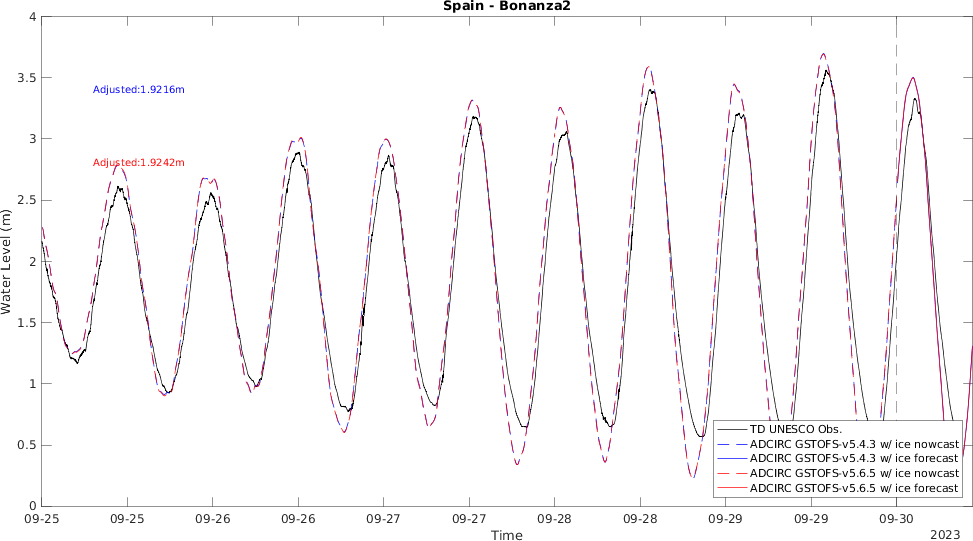 Spain - Bonanza2
4
3.5
3
2.5
2
1.5
1
0.5
0
Water Level (m)
Adjusted:1.9216m
Adjusted:1.9242m
TD UNESCO Obs.
ADCIRC GSTOFS-v5.4.3 w/ ice nowcast
ADCIRC GSTOFS-v5.4.3 w/ ice forecast
ADCIRC GSTOFS-v5.6.5 w/ ice nowcast
ADCIRC GSTOFS-v5.6.5 w/ ice forecast
09-25 09-25 09-26 09-26 09-27 09-27 09-28 09-28 09-29 09-29 09-30
Time
2023